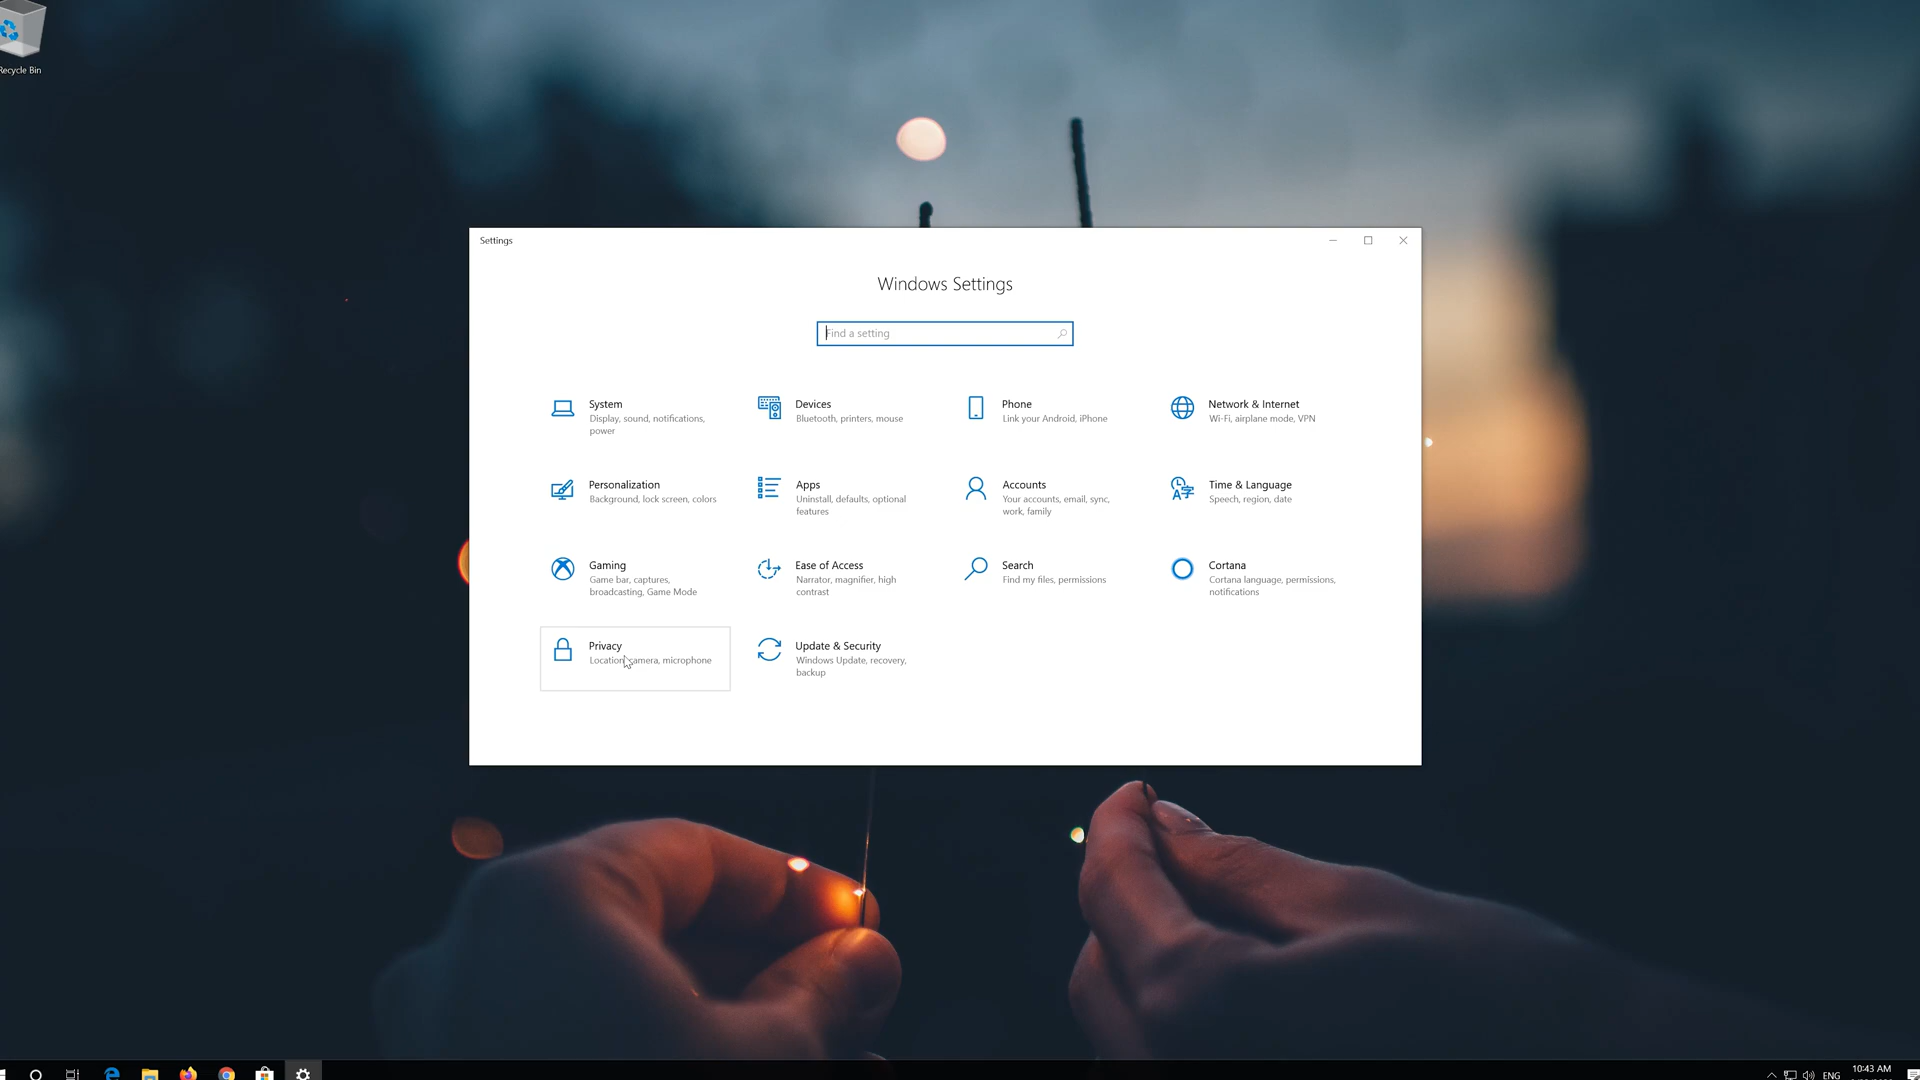 Recycle Bin
Settings
Windows Settings
Find a setting
System
Display, sound, notifications,
power
Devices
Bluetooth, printers, mouse
Phone
Link your Android, iPhone
Network & Internet
Wi-Fi, airplane mode, VPN
Personalization
Background, lock screen, colors
Apps
Uninstall, defaults, optional
features
Accounts
Your accounts, email, sync,
work, family
Time & Language
Speech, region, date
Gaming
Game bar, captures,
broadcasting, Game Mode
Ease of Access
Narrator, magnifier, high
contrast
Search
Find my files, permissions
Cortana
Cortana language, permissions,
notifications
Privacy
Location, camera, microphone
Update & Security
Windows Update, recovery,
backup
ENG
10:43 AM